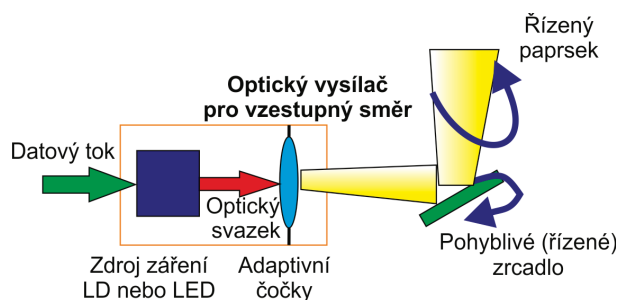 Řízený
paprsek
Optický vysílač
pro vzestupný směr
Datový tok
Optický
svazek
Zdroj záření
LD nebo LED
Adaptivní
čočky
Pohyblivé (řízené)
zrcadlo